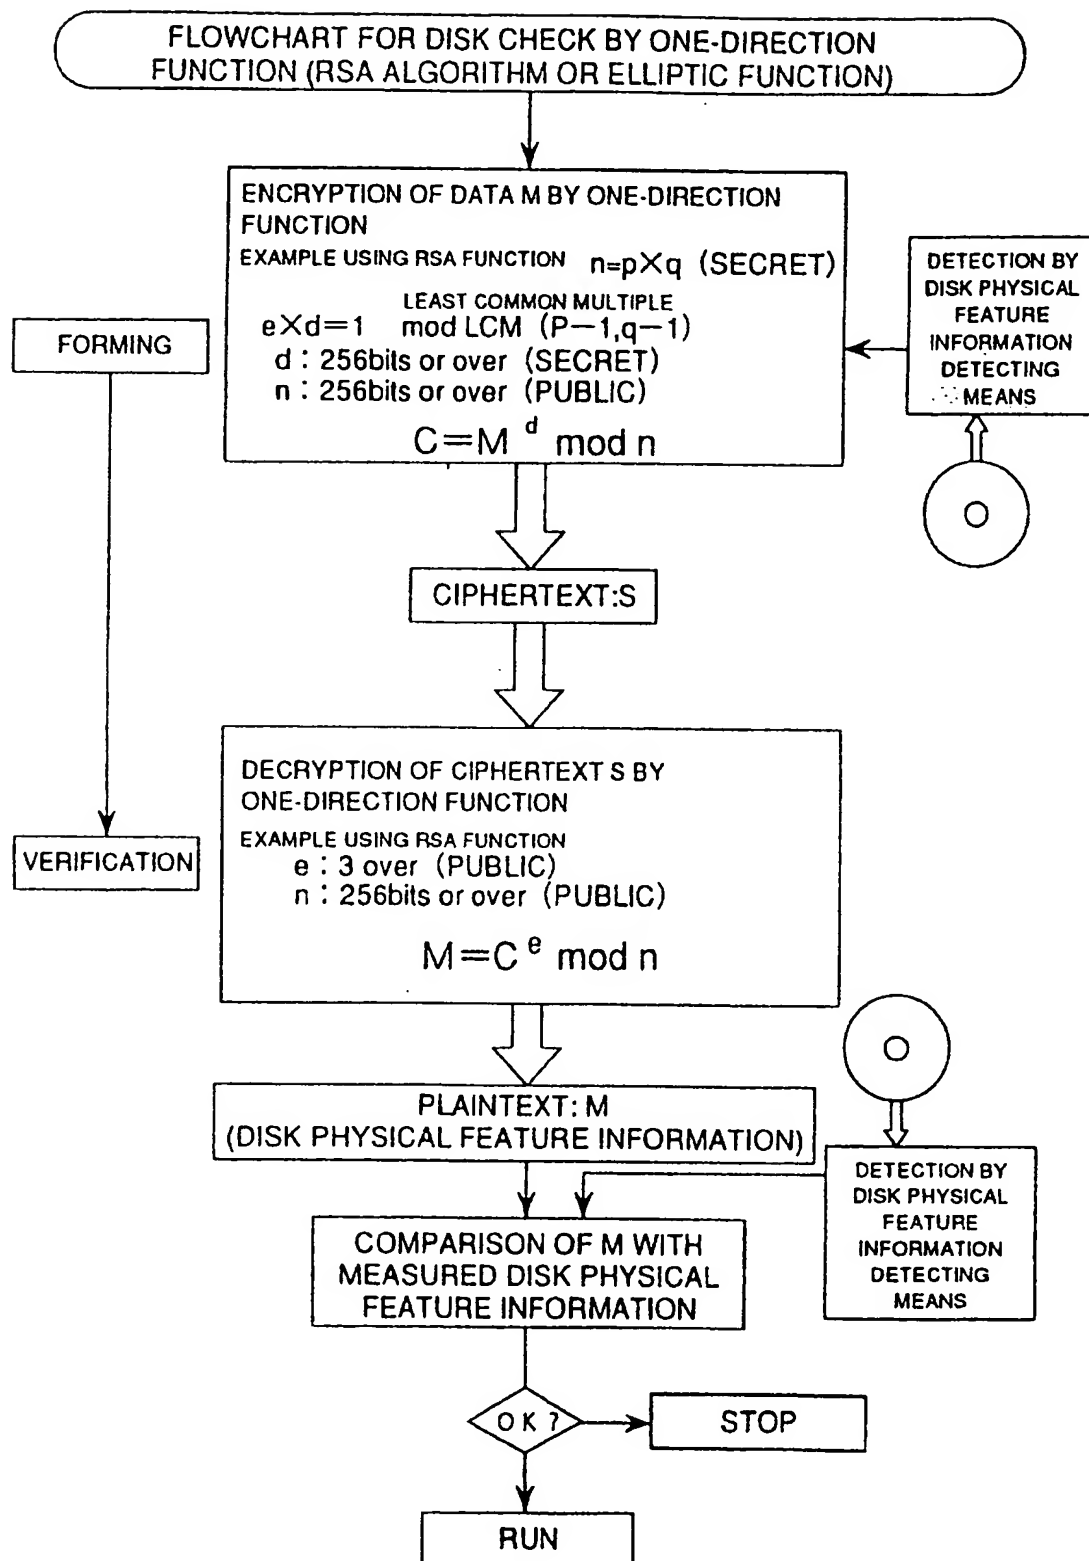 FLOWCHART FOR DISK CHECK BY ONE-DIRECTION
FUNCTION (RSA ALGORITHM OR ELLIPTIC FUNCTION)
ENCRYPTION OF DATA M BY ONE-DIRECTION
FUNCTION
EXAMPLE USING RSA FUNCTION n=p×q (SECRET)
LEAST COMMON MULTIPLE
e×d=1 mod LCM (P-1,q-1)
d : 256bits or over (SECRET)
n : 256bits or over (PUBLIC)
C=M^d mod n
DETECTION BY
DISK PHYSICAL
FEATURE
INFORMATION
DETECTING
MEANS
FORMING
CIPHERTEXT:S
DECRYPTION OF CIPHERTEXT S BY
ONE-DIRECTION FUNCTION
EXAMPLE USING RSA FUNCTION
e : 3 over (PUBLIC)
n : 256bits or over (PUBLIC)
M=C^e mod n
VERIFICATION
PLAINTEXT: M
(DISK PHYSICAL FEATURE INFORMATION)
DETECTION BY
DISK PHYSICAL
FEATURE
INFORMATION
DETECTING
MEANS
COMPARISON OF M WITH
MEASURED DISK PHYSICAL
FEATURE INFORMATION
OK?
STOP
RUN